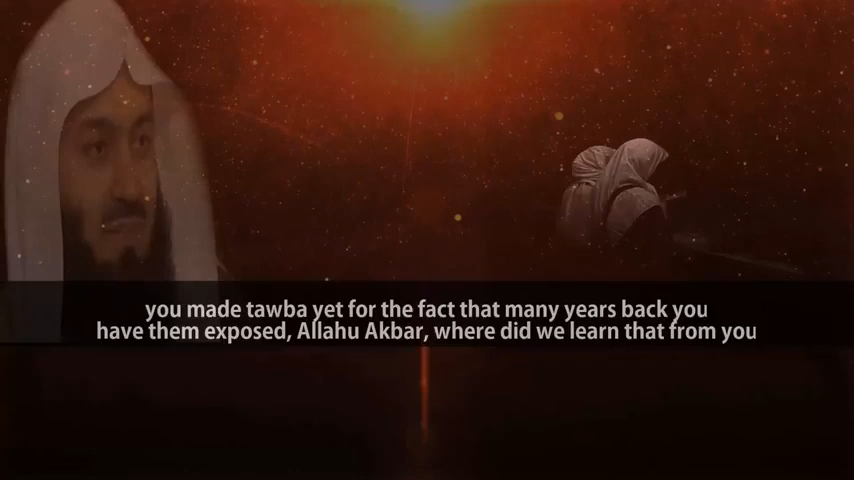 you made tawba yet for the fact that many years back you
have them exposed, Allahu Akbar, where did we learn that from you